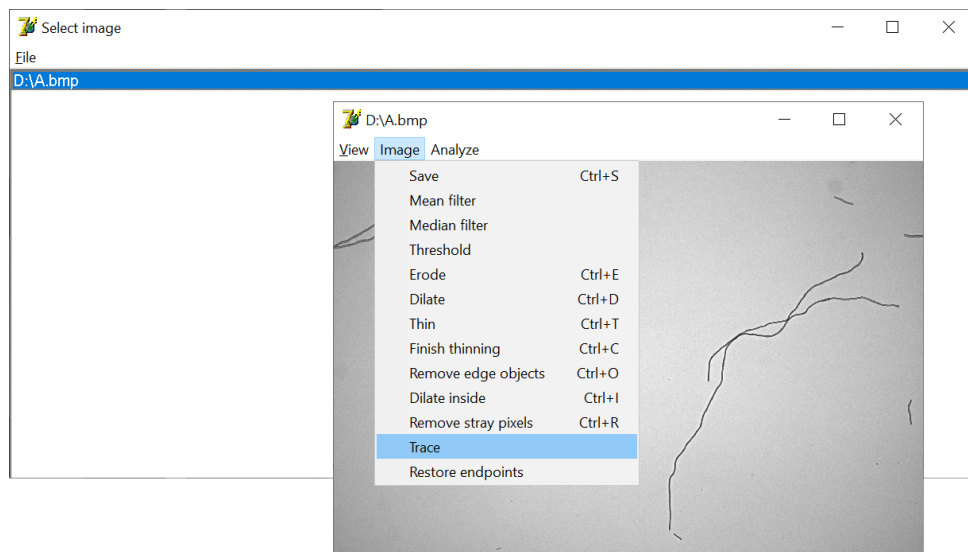 Select image
File
D:\A.bmp
D:\A.bmp
View Image Analyze
Save Ctrl+S
Mean filter
Median filter
Threshold
Erode Ctrl+E
Dilate Ctrl+D
Thin Ctrl+T
Finish thinning Ctrl+C
Remove edge objects Ctrl+O
Dilate inside Ctrl+I
Remove stray pixels Ctrl+R
Trace
Restore endpoints